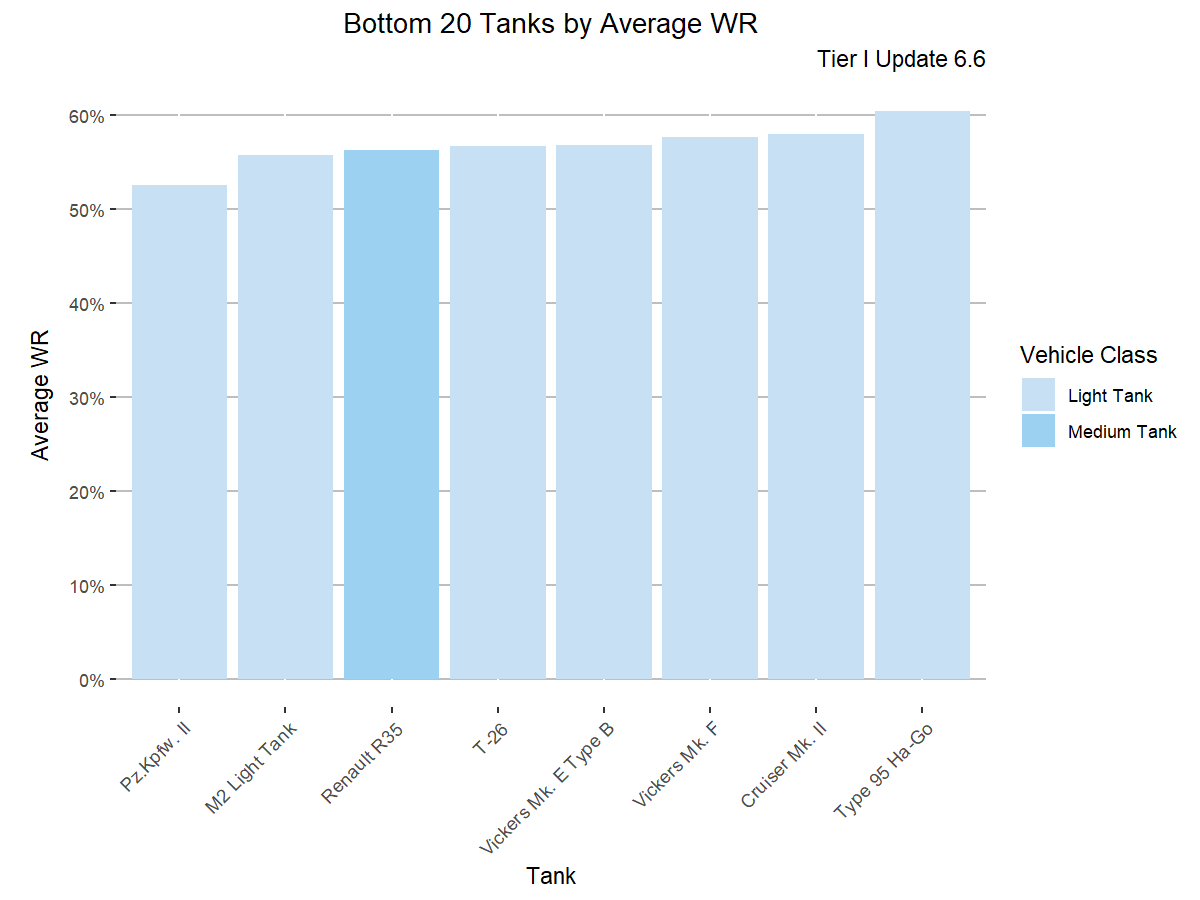 Bottom 20 Tanks by Average WR
Tier I Update 6.6
60%
50%
40%
30%
20%
10%
0%
Average WR
Pz.Kpfw. II
M2 Light Tank
Renault R35
T-26
Vickers Mk. E Type B
Vickers Mk. F
Cruiser Mk. II
Type 95 Ha-Go
Tank
Vehicle Class
Light Tank
Medium Tank